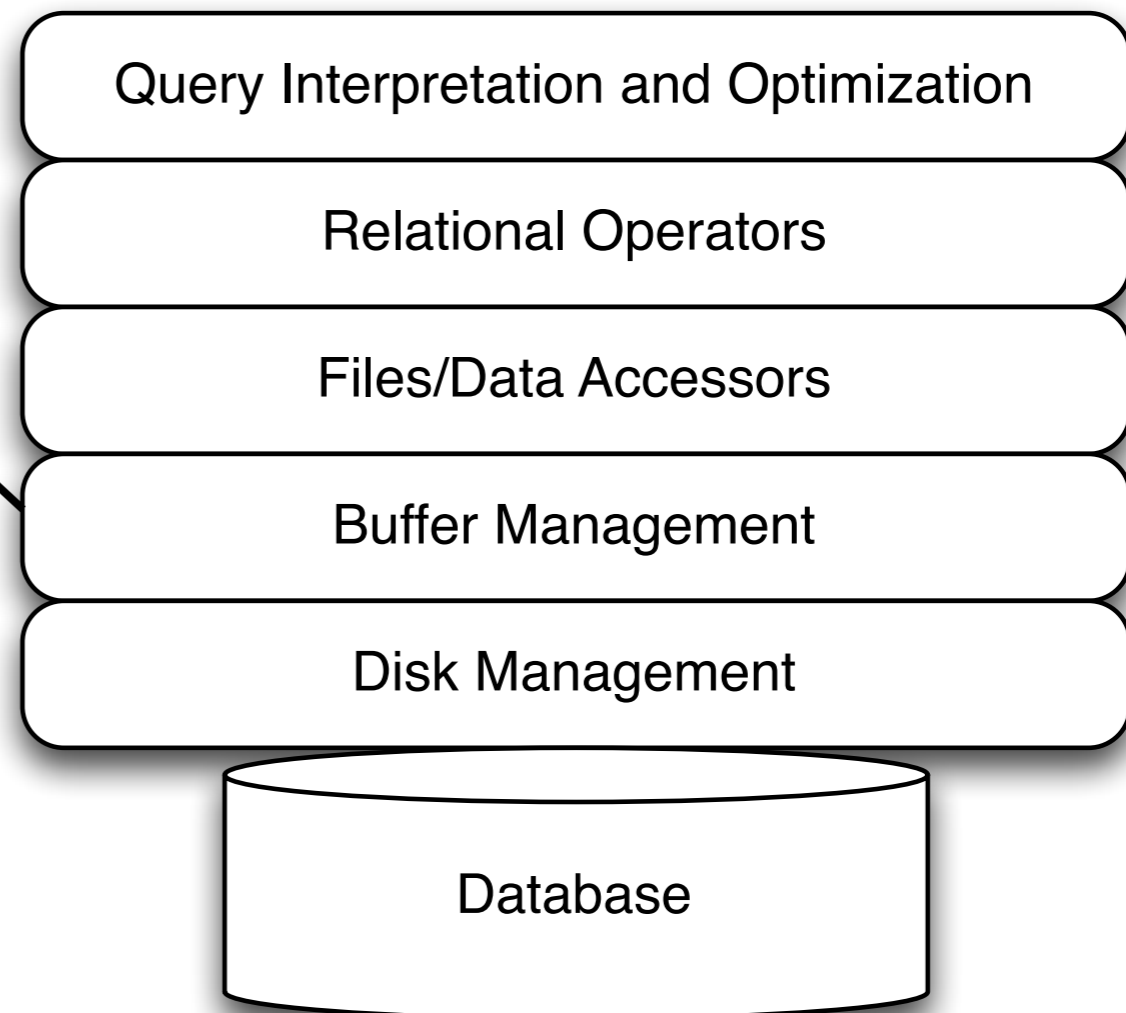 Query Interpretation and Optimization
Relational Operators
Files/Data Accessors
Buffer Management
Disk Management
Database